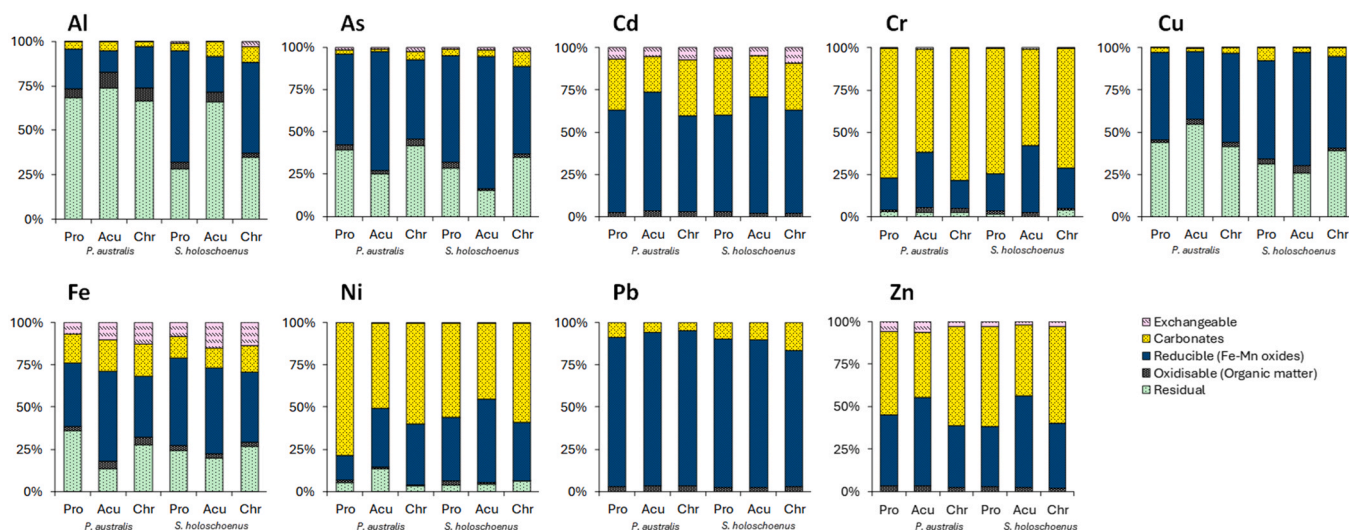 Al
100%
75%
50%
25%
0%
Pro Acu Chr Pro Acu Chr
P. australis S. holoschoenus
As
100%
75%
50%
25%
0%
Pro Acu Chr Pro Acu Chr
P. australis S. holoschoenus
Cd
100%
75%
50%
25%
0%
Pro Acu Chr Pro Acu Chr
P. australis S. holoschoenus
Cr
100%
75%
50%
25%
0%
Pro Acu Chr Pro Acu Chr
P. australis S. holoschoenus
Cu
100%
75%
50%
25%
0%
Pro Acu Chr Pro Acu Chr
P. australis S. holoschoenus
Fe
100%
75%
50%
25%
0%
Pro Acu Chr Pro Acu Chr
P. australis S. holoschoenus
Ni
100%
75%
50%
25%
0%
Pro Acu Chr Pro Acu Chr
P. australis S. holoschoenus
Pb
100%
75%
50%
25%
0%
Pro Acu Chr Pro Acu Chr
P. australis S. holoschoenus
Zn
100%
75%
50%
25%
0%
Pro Acu Chr Pro Acu Chr
P. australis S. holoschoenus
Exchangeable
Carbonates
Reducible (Fe-Mn oxides)
Oxidisable (Organic matter)
Residual